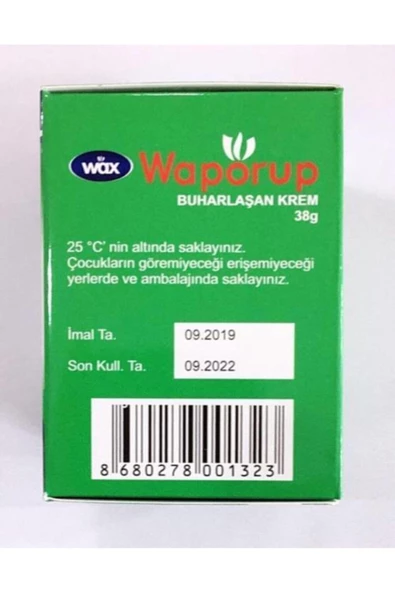 wax Waporup
BUHARLAŞAN KREM
38g
25 °C' nin altında saklayınız.
Çocukların göremiyeceği erişemiyeceği
yerlerde ve ambalajında saklayınız.
İmal Ta. 09.2019
Son Kull. Ta. 09.2022
8 680278 001323